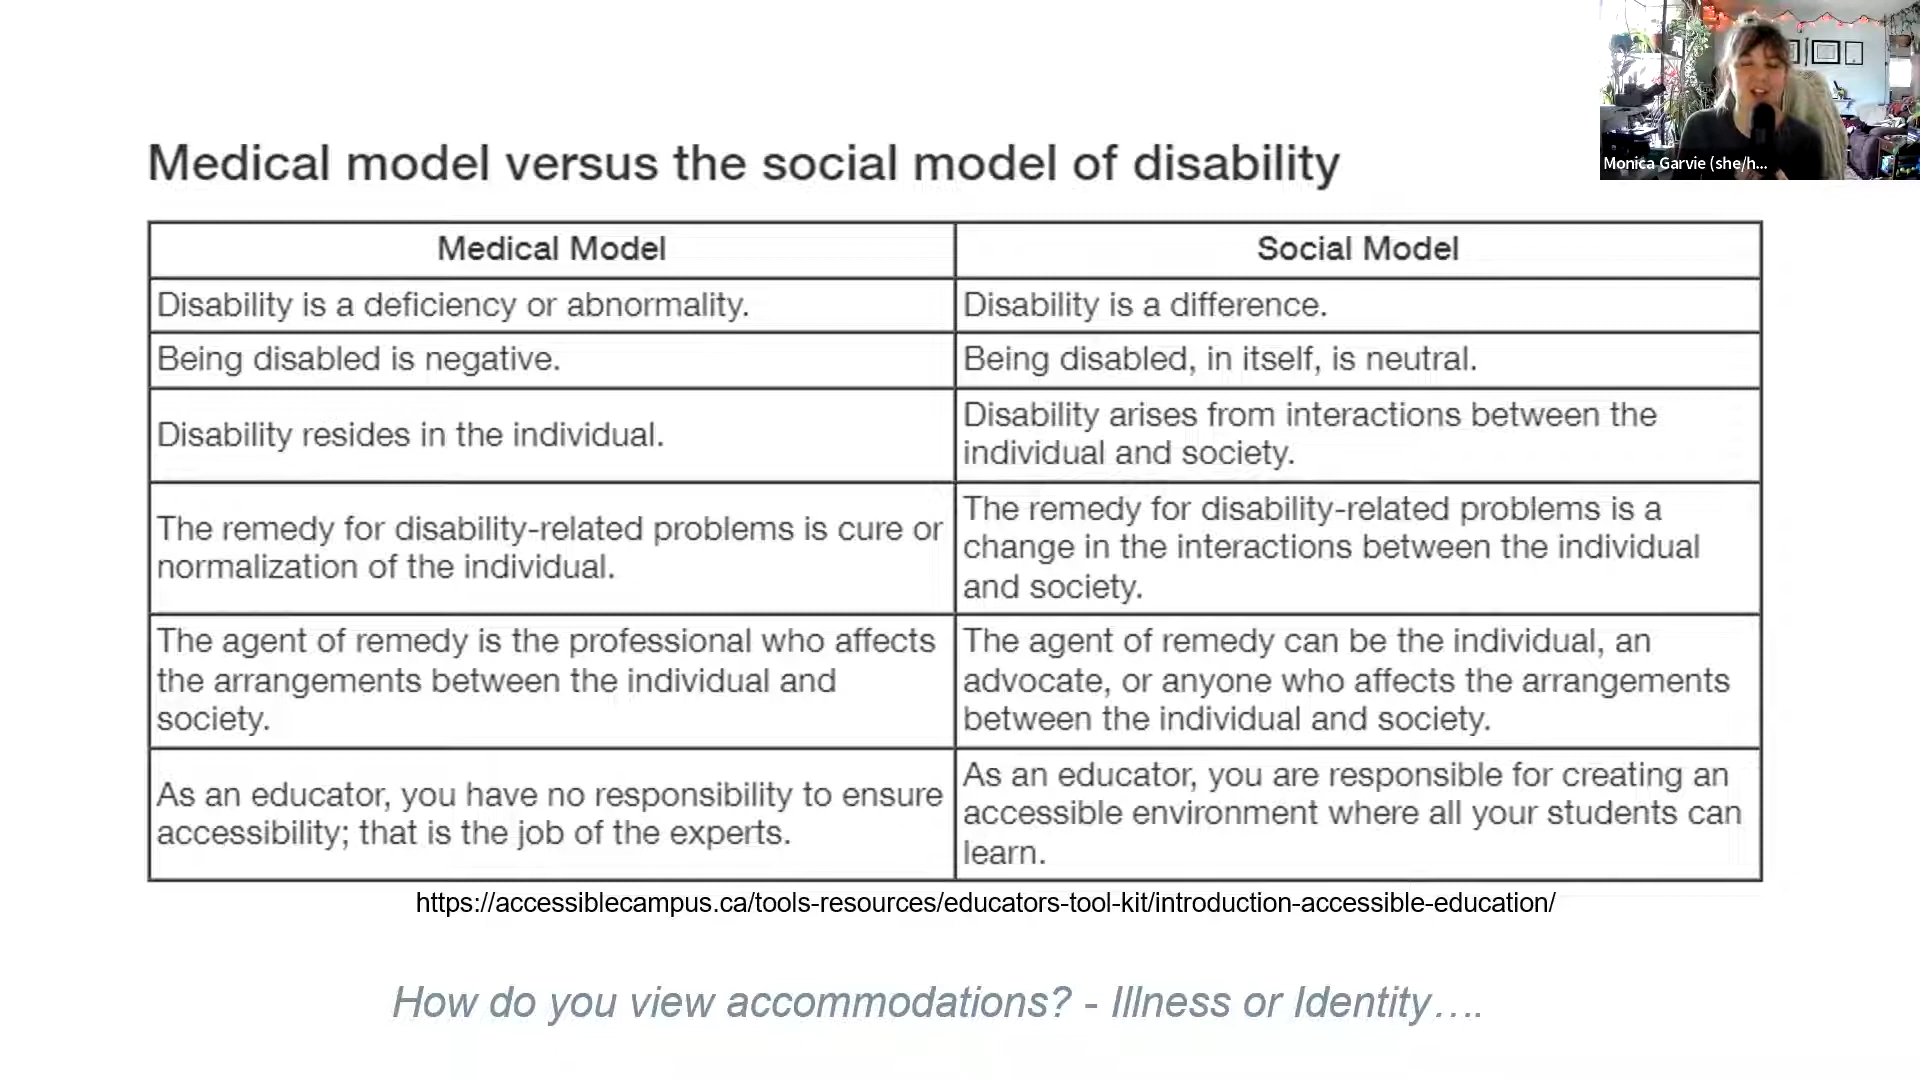 Monica Garvie (she/h...
Medical model versus the social model of disability
Medical Model
Social Model
Disability is a deficiency or abnormality.
Disability is a difference.
Being disabled is negative.
Being disabled, in itself, is neutral.
Disability resides in the individual.
Disability arises from interactions between the
individual and society.
The remedy for disability-related problems is cure or
normalization of the individual.
The remedy for disability-related problems is a
change in the interactions between the individual
and society.
The agent of remedy is the professional who affects
the arrangements between the individual and
society.
The agent of remedy can be the individual, an
advocate, or anyone who affects the arrangements
between the individual and society.
As an educator, you have no responsibility to ensure
accessibility; that is the job of the experts.
As an educator, you are responsible for creating an
accessible environment where all your students can
learn.
https://accessiblecampus.ca/tools-resources/educators-tool-kit/introduction-accessible-education/
How do you view accommodations? - Illness or Identity….